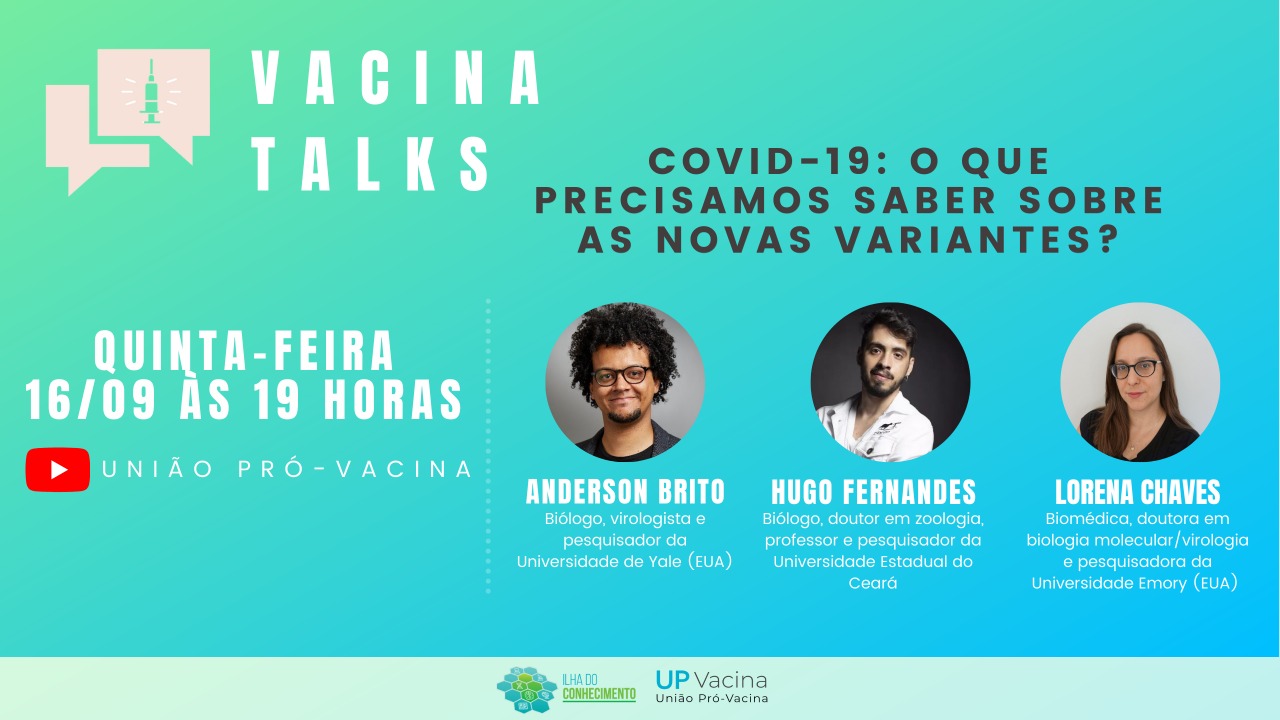 VACINA
TALKS
COVID-19: O QUE
PRECISAMOS SABER SOBRE
AS NOVAS VARIANTES?
QUINTA-FEIRA
16/09 ÀS 19 HORAS
UNIÃO PRÓ-VACINA
ANDERSON BRITO
Biólogo, virologista e
pesquisador da
Universidade de Yale (EUA)
HUGO FERNANDES
Biólogo, doutor em zoologia,
professor e pesquisador da
Universidade Estadual do
Ceará
LORENA CHAVES
Biomédica, doutora em
biologia molecular/virologia
e pesquisadora da
Universidade Emory (EUA)
ILHA DO
CONHECIMENTO
UP Vacina
União Pró-Vacina